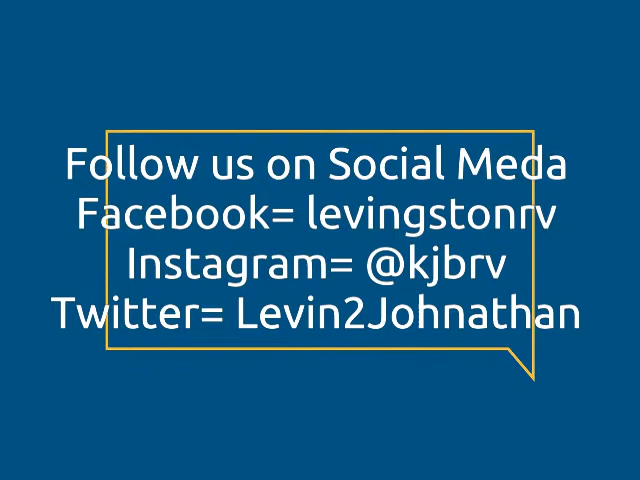 Follow us on Social Meda
Facebook= levingstonrv
Instagram= @kjbrv
Twitter= Levin2Johnathan